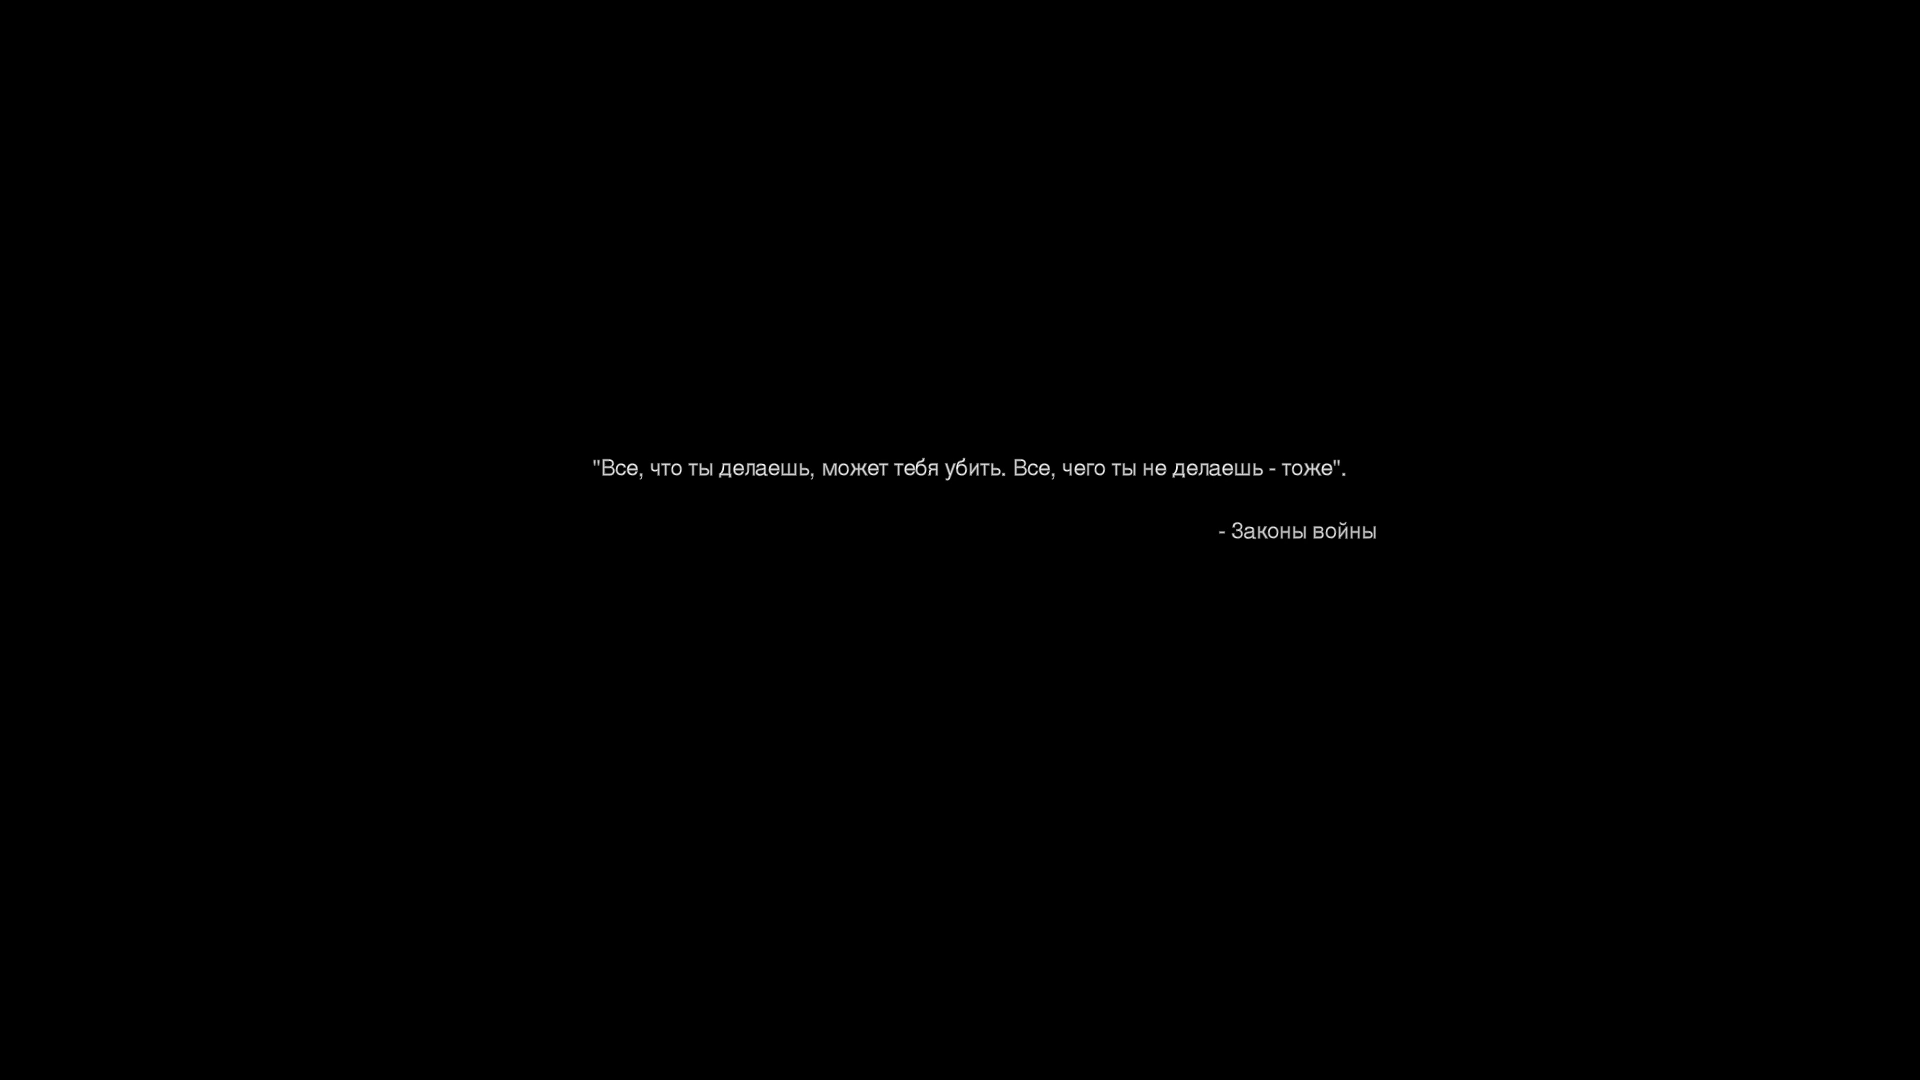 "Все, что ты делаешь, может тебя убить. Все, чего ты не делаешь - тоже".
- Законы войны